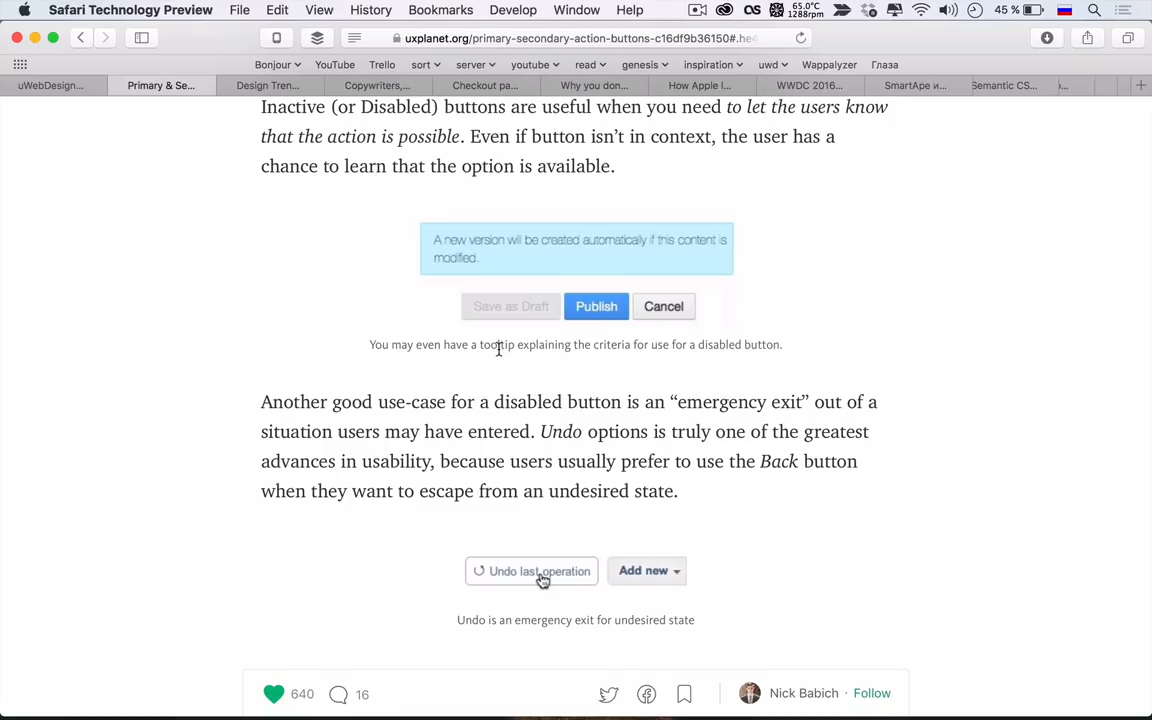 Safari Technology Preview File Edit View History Bookmarks Develop Window Help 65.0°C 1288rpm 45 %
uxplanet.org/primary-secondary-action-buttons-c16df9b36150#.he4
Bonjour YouTube Trello sort server youtube read genesis inspiration uwd Wappalyzer Глаза
uWebDesign... Primary & Se... Design Tren... Copywriters,... Checkout pa... Why you don... How Apple I... WWDC 2016... SmartApe и... Semantic CS...
Inactive (or Disabled) buttons are useful when you need to let the users know
that the action is possible. Even if button isn’t in context, the user has a
chance to learn that the option is available.
A new version will be created automatically if this content is
modified.
Save as Draft Publish Cancel
You may even have a tooltip explaining the criteria for use for a disabled button.
Another good use-case for a disabled button is an “emergency exit” out of a
situation users may have entered. Undo options is truly one of the greatest
advances in usability, because users usually prefer to use the Back button
when they want to escape from an undesired state.
Undo last operation Add new
Undo is an emergency exit for undesired state
640 16 Nick Babich · Follow